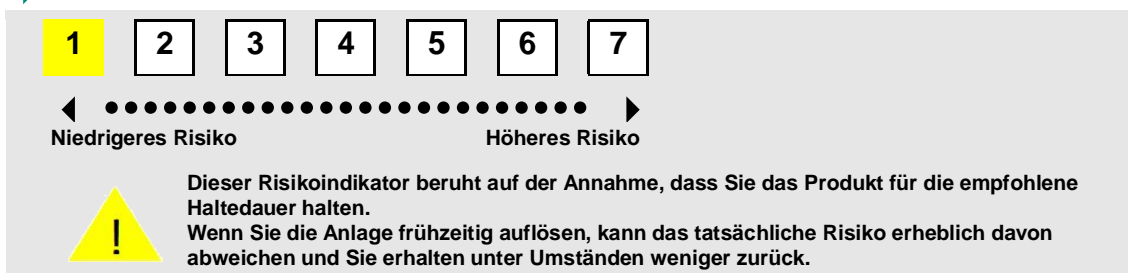 1 2 3 4 5 6 7
Niedrigeres Risiko Höheres Risiko
Dieser Risikoindikator beruht auf der Annahme, dass Sie das Produkt für die empfohlene
Haltedauer halten.
!
Wenn Sie die Anlage frühzeitig auflösen, kann das tatsächliche Risiko erheblich davon
abweichen und Sie erhalten unter Umständen weniger zurück.